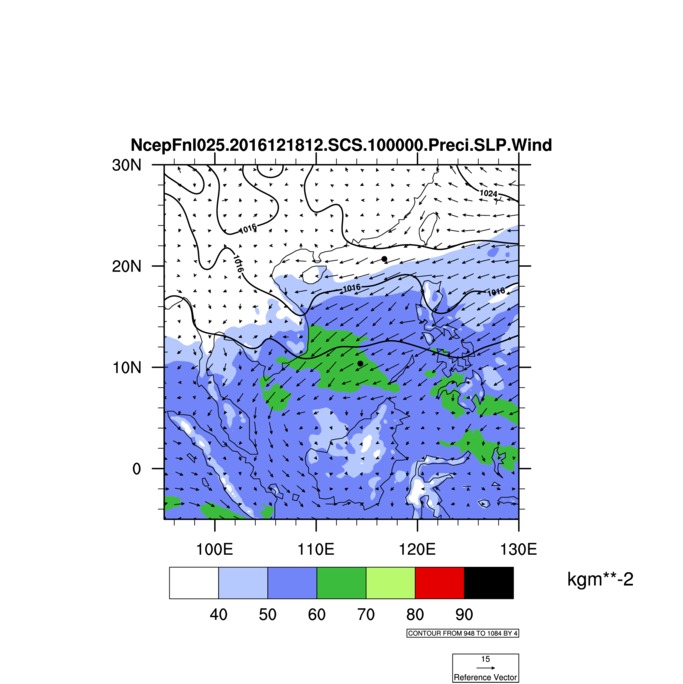 NcepFnl025.2016121812.SCS.100000.Preci.SLP.Wind
30N
1024
1016
20N
1016
1016
1016
10N
0
100E 110E 120E 130E
kgm**-2
40 50 60 70 80 90
CONTOUR FROM 948 TO 1084 BY 4
15
Reference Vector